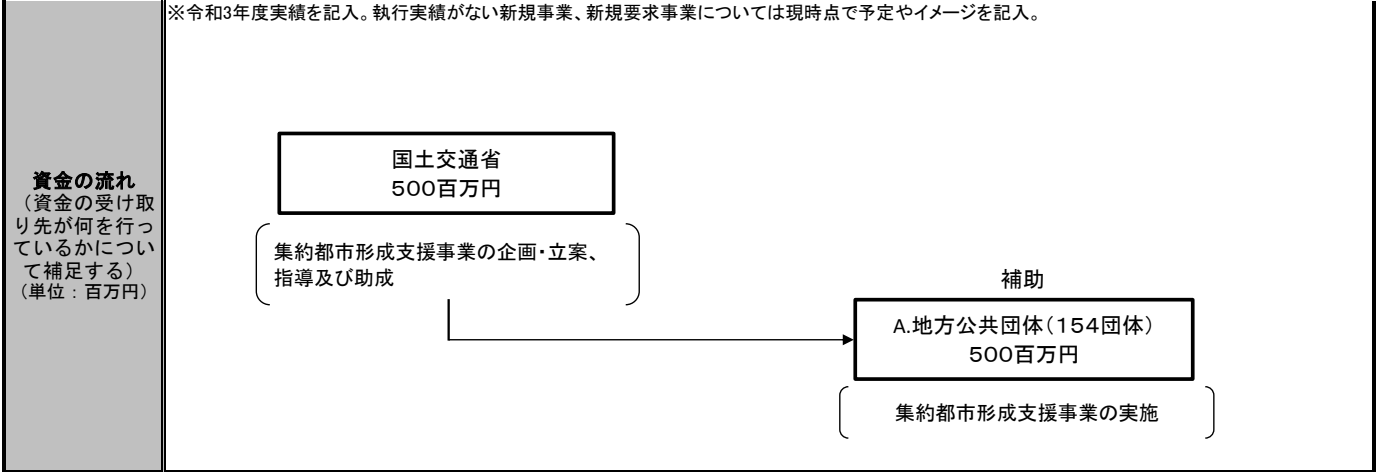 ※令和3年度実績を記入。執行実績がない新規事業、新規要求事業については現時点で予定やイメージを記入。
資金の流れ
（資金の受け取
り先が何を行っ
ているかについ
て補足する）
（単位：百万円）
国土交通省
500百万円
集約都市形成支援事業の企画・立案、
指導及び助成
補助
A.地方公共団体（154団体）
500百万円
集約都市形成支援事業の実施